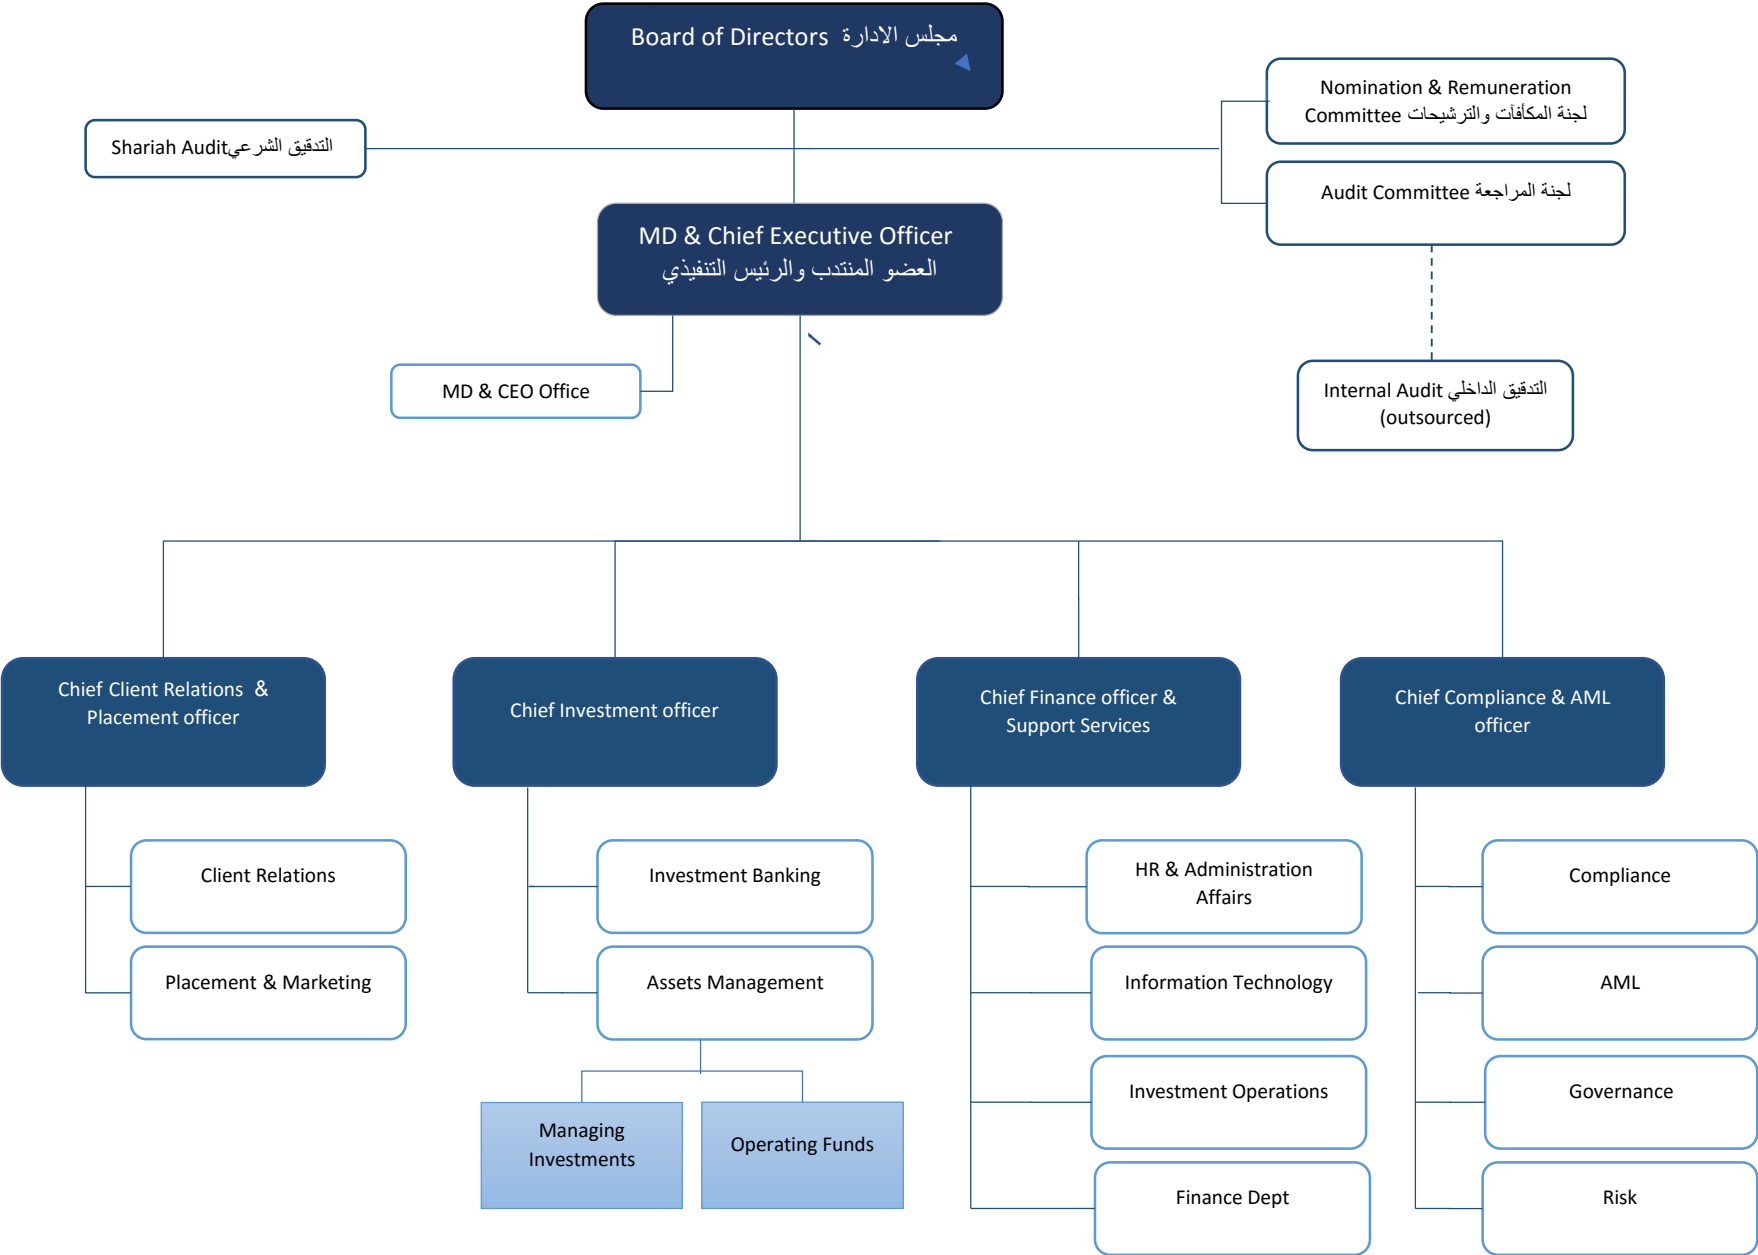 Board of Directors مجلس الادارة
Nomination & Remuneration
Committee لجنة المكأفآت والترشيحات
Shariah Auditالتدقيق الشرعي
Audit Committee لجنة المراجعة
MD & Chief Executive Officer
العضو المنتدب والرئيس التنفيذي
MD & CEO Office
Internal Audit التدقيق الداخلي
(outsourced)
Chief Client Relations &
Placement officer
Chief Investment officer
Chief Finance officer &
Support Services
Chief Compliance & AML
officer
Client Relations
Investment Banking
HR & Administration
Affairs
Compliance
Placement & Marketing
Assets Management
Information Technology
AML
Managing
Investments
Operating Funds
Investment Operations
Governance
Finance Dept
Risk